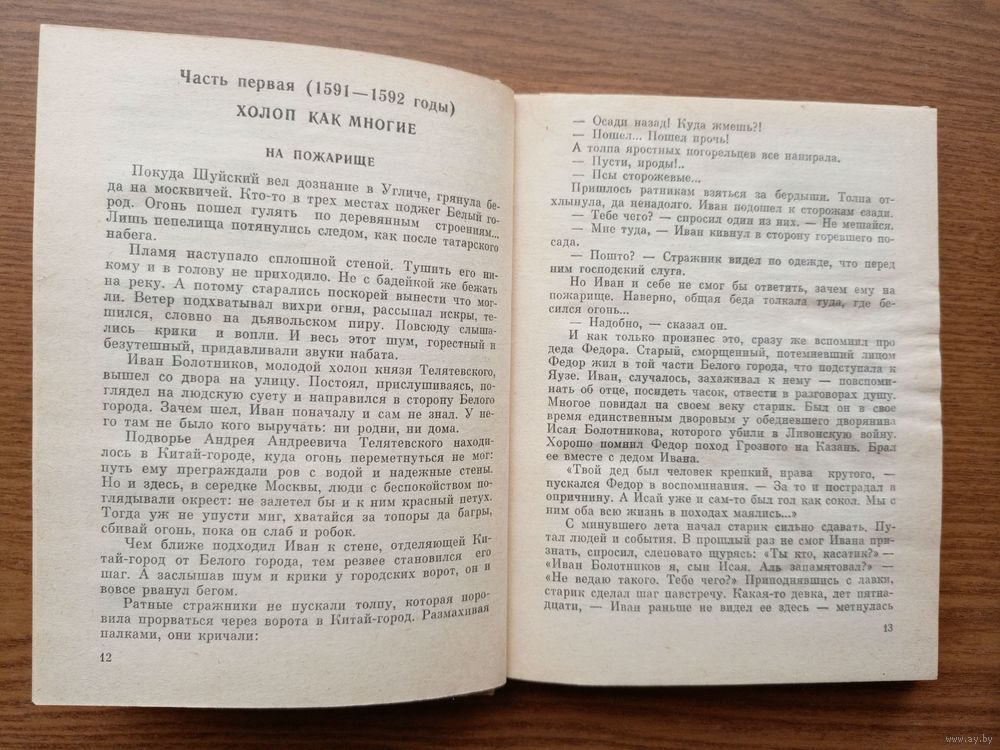 Часть первая (1591—1592 годы)
ХОЛОП КАК МНОГИЕ
НА ПОЖАРИЩЕ
Покуда Шуйский вел дознание в Угличе, грянула бе-
да на москвичей. Кто-то в трех местах поджег Белый го-
род. Огонь пошел гулять по деревянным строениям...
Лишь пепелища потянулись следом, как после татарского
набега.
Пламя наступало сплошной стеной. Тушить его ни-
кому и в голову не приходило. Не с бадейкой же бежать
на реку. А потому старались поскорей вынести что мог-
ли. Ветер подхватывал вихри огня, рассыпал искры, те-
шился, словно на дьявольском пиру. Повсюду слыша-
лись крики и вопли. И весь этот шум, горестный и
безутешный, придавливали звуки набата.
Иван Болотников, молодой холоп князя Телятевского,
вышел со двора на улицу. Постоял, прислушиваясь, по-
глядел на людскую суету и направился в сторону Белого
города. Зачем шел, Иван поначалу и сам не знал. У не-
го там не было кого выручать: ни родни, ни дома.
Подворье Андрея Андреевича Телятевского находи-
лось в Китай-городе, куда огонь переметнуться не мог:
путь ему преграждали ров с водой и надежные стены.
Но и здесь, в середке Москвы, люди с беспокойством по-
глядывали окрест: не залетел бы и к ним красный петух.
Тогда уж не упусти миг, хватайся за топоры да багры,
сбивай огонь, пока он слаб и робок.
Чем ближе подходил Иван к стене, отделяющей Ки-
тай-город от Белого города, тем резвее становился его
шаг. А заслышав шум и крики у городских ворот, он и
вовсе рванул бегом.
Ратные стражники не пускали толпу, которая норо-
вила прорваться через ворота в Китай-город. Размахивая
палками, они кричали:
12
— Осади назад! Куда жмешь?!
— Пошел... Пошел прочь!
А толпа яростных погорельцев все напирала.
— Пусти, ироды!..
— Псы сторожевые...
Пришлось ратникам взяться за бердыши. Толпа от-
хлынула, да ненадолго. Иван подошел к сторожам сзади.
— Тебе чего? — спросил один из них. — Не мешайся.
— Мне туда, — Иван кивнул в сторону горевшего по-
сада.
— Пошто? — Стражник видел по одежде, что перед
ним господский слуга.
Но Иван и себе не смог бы ответить, зачем ему на
пожарище. Наверно, общая беда толкала туда, где бе-
сился огонь...
— Надобно, — сказал он.
И как только произнес это, сразу же вспомнил про
деда Федора. Старый, сморщенный, потемневший лицом
Федор жил в той части Белого города, что подступала к
Яузе. Иван, случалось, захаживал к нему — повспоми-
нать об отце, посидеть часок, отвести в разговорах душу.
Многое повидал на своем веку старик. Был он в свое
время единственным дворовым у обедневшего дворянина
Исая Болотникова, которого убили в Ливонскую войну.
Хорошо помнил Федор поход Грозного на Казань. Брал
ее вместе с дедом Ивана.
«Твой дед был человек крепкий, нрава крутого, —
пускался Федор в воспоминания. — За то и пострадал в
опричнину. А Исай уже и сам-то был гол как сокол. Мы с
ним оба всю жизнь в походах маялись...»
С минувшего лета начал старик сильно сдавать. Пу-
тал людей и события. В прошлый раз не смог Ивана при-
знать, спросил, слеповато щурясь: «Ты кто, касатик?» —
«Иван Болотников я, сын Исая. Аль запамятовал?» —
«Не ведаю такого. Тебе чего?» Приподнявшись с лавки,
старик сделал шаг навстречу. Какая-то девка, лет пятна-
дцати, — Иван раньше не видел ее здесь — метнулась
13
www.ay.by